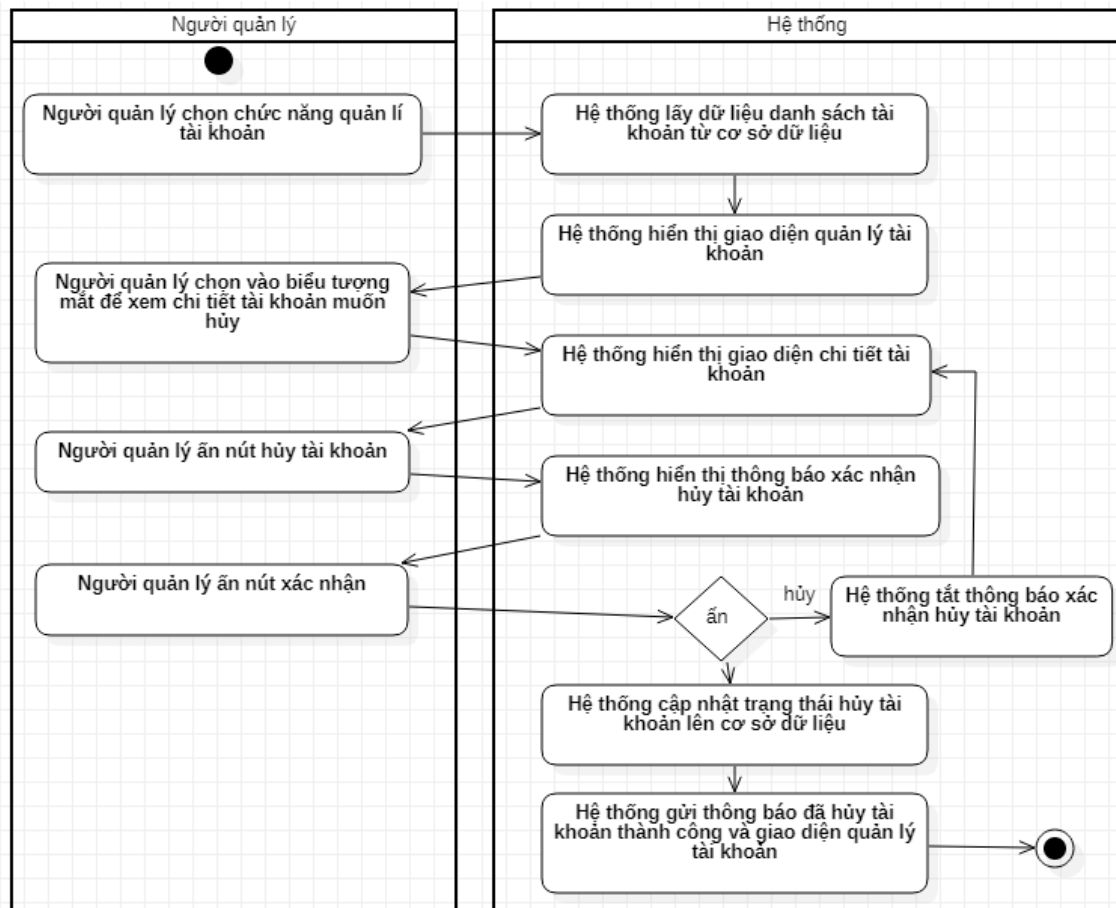 Người quản lý
Hệ thống
Người quản lý chọn chức năng quản lí
tài khoản
Hệ thống lấy dữ liệu danh sách tài
khoản từ cơ sở dữ liệu
Hệ thống hiển thị giao diện quản lý tài
khoản
Người quản lý chọn vào biểu tượng
mắt để xem chi tiết tài khoản muốn
hủy
Hệ thống hiển thị giao diện chi tiết tài
khoản
Người quản lý ấn nút hủy tài khoản
Hệ thống hiển thị thông báo xác nhận
hủy tài khoản
Người quản lý ấn nút xác nhận
ấn
hủy
Hệ thống tắt thông báo xác
nhận hủy tài khoản
Hệ thống cập nhật trạng thái hủy tài
khoản lên cơ sở dữ liệu
Hệ thống gửi thông báo đã hủy tài
khoản thành công và giao diện quản lý
tài khoản